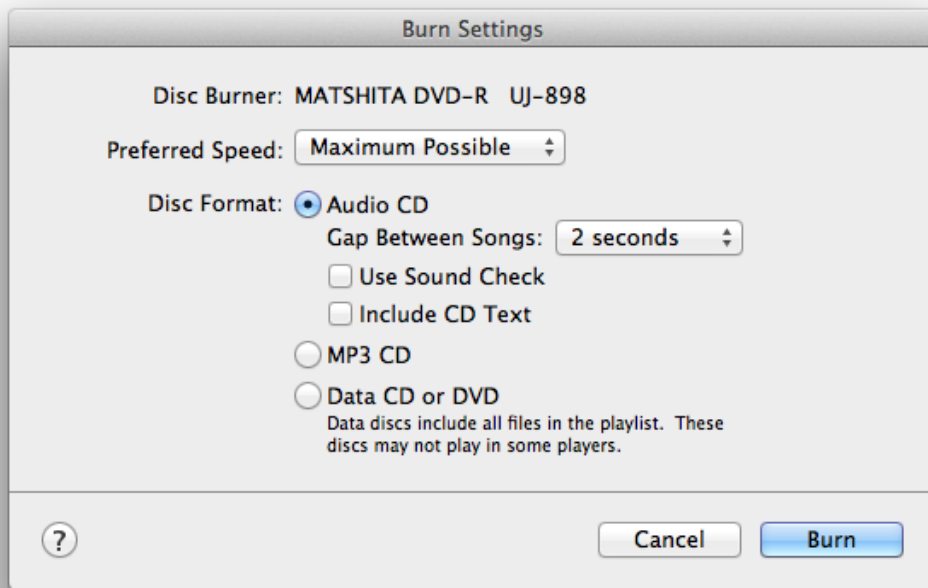 Burn Settings
Disc Burner: MATSHITA DVD-R UJ-898
Preferred Speed: Maximum Possible
Disc Format: Audio CD
Gap Between Songs: 2 seconds
Use Sound Check
Include CD Text
MP3 CD
Data CD or DVD
Data discs include all files in the playlist. These
discs may not play in some players.
? Cancel Burn